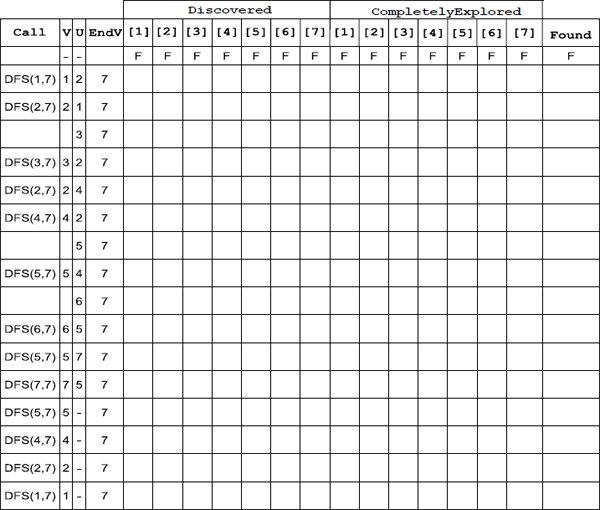 Discovered CompletelyExplored
Call V U EndV [1] [2] [3] [4] [5] [6] [7] [1] [2] [3] [4] [5] [6] [7] Found
- - F F F F F F F F F F F F F F F
DFS(1,7) 1 2 7
DFS(2,7) 2 1 7
3 7
DFS(3,7) 3 2 7
DFS(2,7) 2 4 7
DFS(4,7) 4 2 7
5 7
DFS(5,7) 5 4 7
6 7
DFS(6,7) 6 5 7
DFS(5,7) 5 7 7
DFS(7,7) 7 5 7
DFS(5,7) 5 - 7
DFS(4,7) 4 - 7
DFS(2,7) 2 - 7
DFS(1,7) 1 - 7